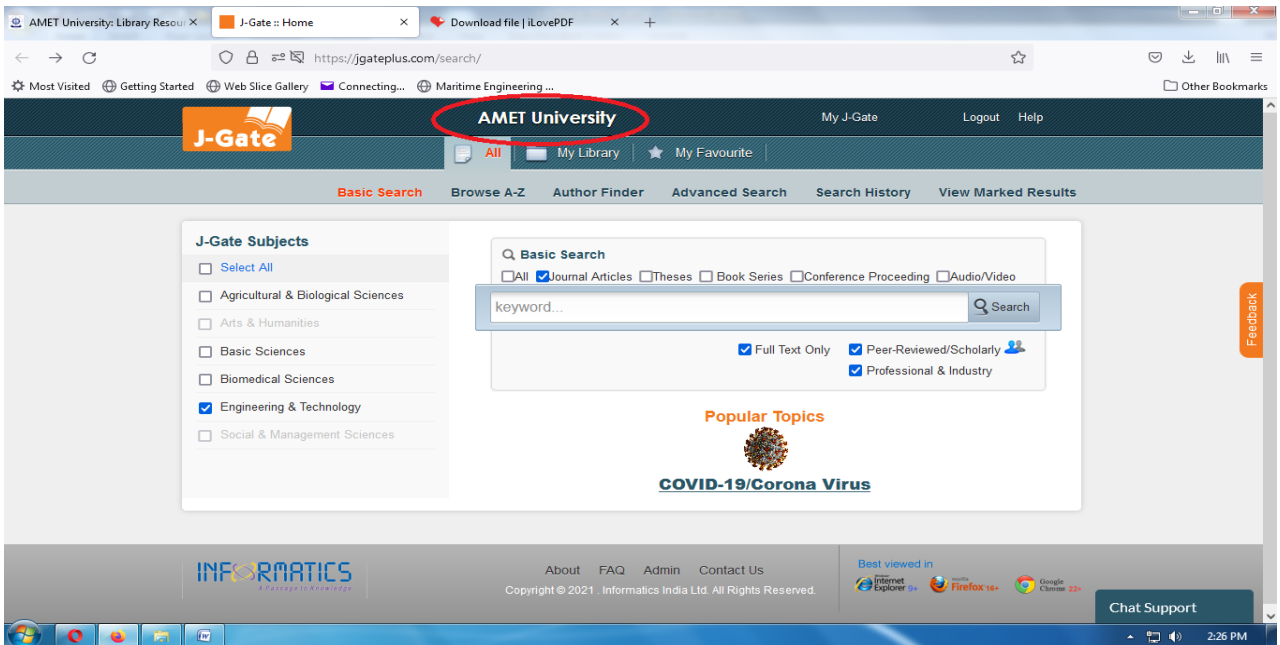 AMET University: Library Resour
J-Gate :: Home
Download file | iLovePDF
https://jgateplus.com/search/
Most Visited Getting Started Web Slice Gallery Connecting... Maritime Engineering ...
Other Bookmarks
J-Gate
AMET University
My J-Gate Logout Help
All My Library My Favourite
Basic Search Browse A-Z Author Finder Advanced Search Search History View Marked Results
J-Gate Subjects
Select All
Agricultural & Biological Sciences
Arts & Humanities
Basic Sciences
Biomedical Sciences
Engineering & Technology
Social & Management Sciences
Basic Search
All Journal Articles Theses Book Series Conference Proceeding Audio/Video
keyword...
Search
Full Text Only Peer-Reviewed/Scholarly
Professional & Industry
Popular Topics
COVID-19/Corona Virus
Feedback
INFORMATICS
A Passage to Knowledge
About FAQ Admin Contact Us
Copyright © 2021 . Informatics India Ltd. All Rights Reserved.
Best viewed in
Internet Explorer 9+
Firefox 16+
Google Chrome 22+
Chat Support
2:26 PM